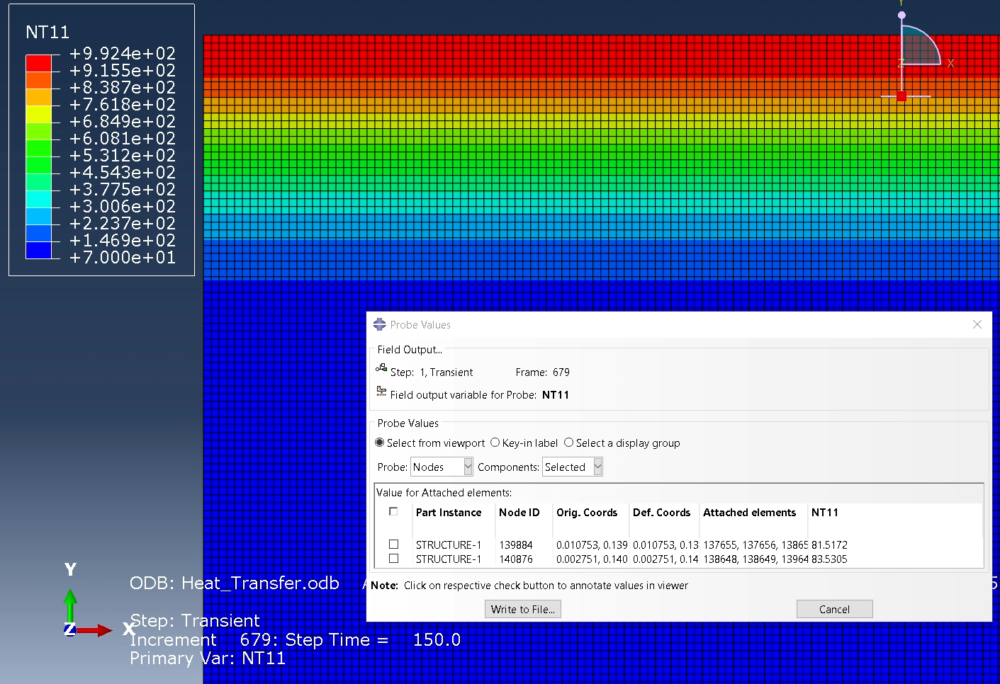 NT11
+9.924e+02
+9.155e+02
+8.387e+02
+7.618e+02
+6.849e+02
+6.081e+02
+5.312e+02
+4.543e+02
+3.775e+02
+3.006e+02
+2.237e+02
+1.469e+02
+7.000e+01
Y
Z X
Probe Values
Field Output...
Step: 1, Transient Frame: 679
Field output variable for Probe: NT11
Probe Values
Select from viewport Key-in label Select a display group
Probe: Nodes Components: Selected
Value for Attached elements:
Part Instance Node ID Orig. Coords Def. Coords Attached elements NT11
STRUCTURE-1 139884 0.010753, 0.139 0.010753, 0.13 137655, 137656, 13865 81.5172
STRUCTURE-1 140876 0.002751, 0.140 0.002751, 0.14 138648, 138649, 13964 83.5305
Note: Click on respective check button to annotate values in viewer
Write to File... Cancel
Y
Z X
ODB: Heat_Transfer.odb
5
Step: Transient
Increment 679: Step Time = 150.0
Primary Var: NT11